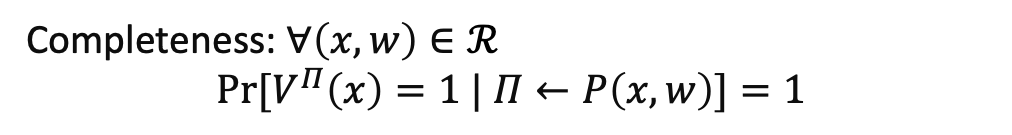 Completeness: ∀(x, w) ∈ ℛ
Pr[V^Π(x) = 1 | Π ← P(x, w)] = 1